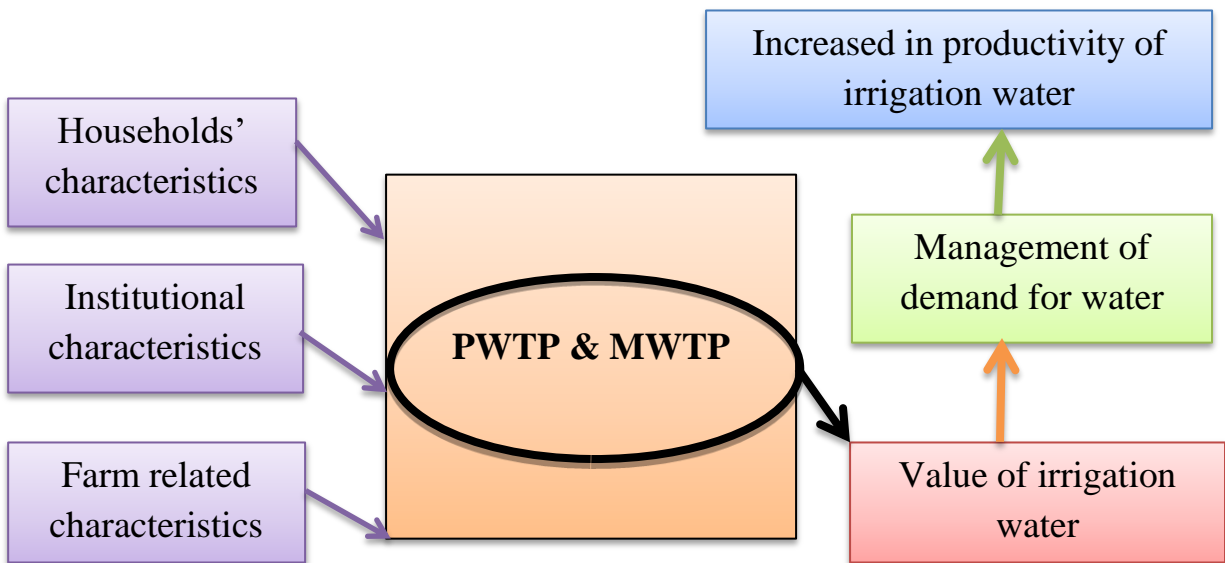 Households’
characteristics
Institutional
characteristics
Farm related
characteristics
PWTP & MWTP
Increased in productivity of
irrigation water
Management of
demand for water
Value of irrigation
water